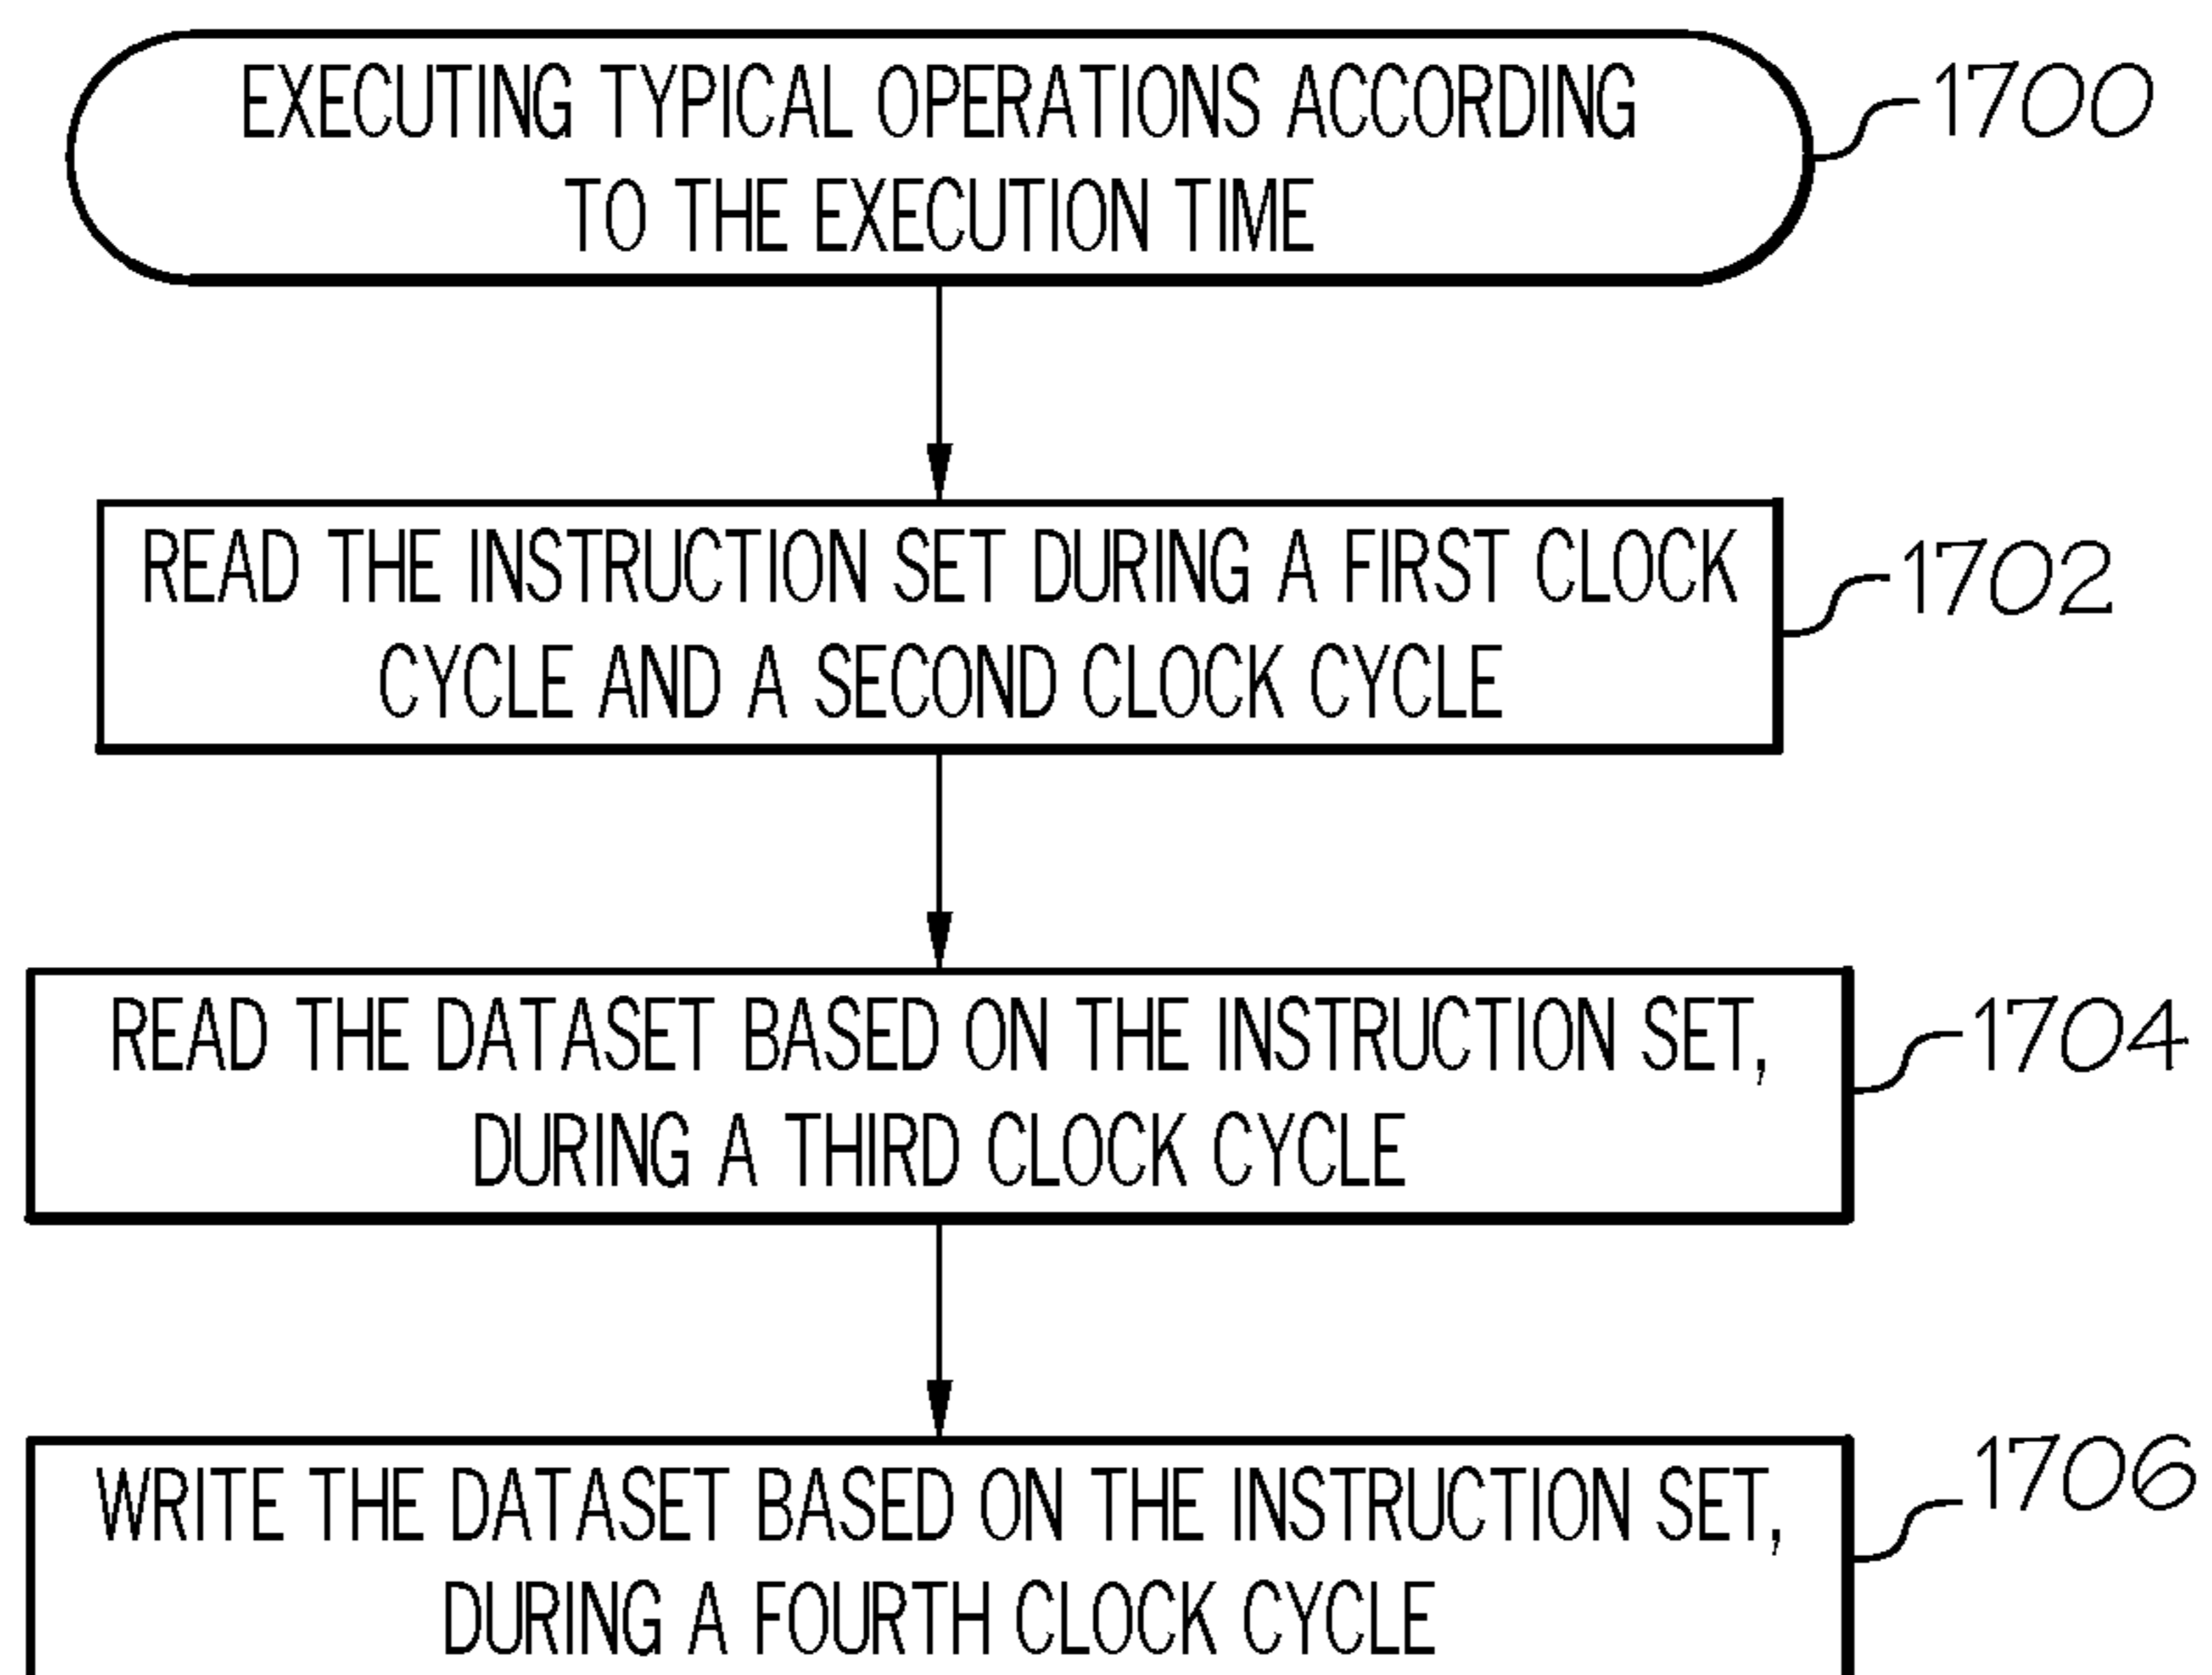 EXECUTING TYPICAL OPERATIONS ACCORDING
TO THE EXECUTION TIME
1700
READ THE INSTRUCTION SET DURING A FIRST CLOCK
CYCLE AND A SECOND CLOCK CYCLE
1702
READ THE DATASET BASED ON THE INSTRUCTION SET,
DURING A THIRD CLOCK CYCLE
1704
WRITE THE DATASET BASED ON THE INSTRUCTION SET,
DURING A FOURTH CLOCK CYCLE
1706